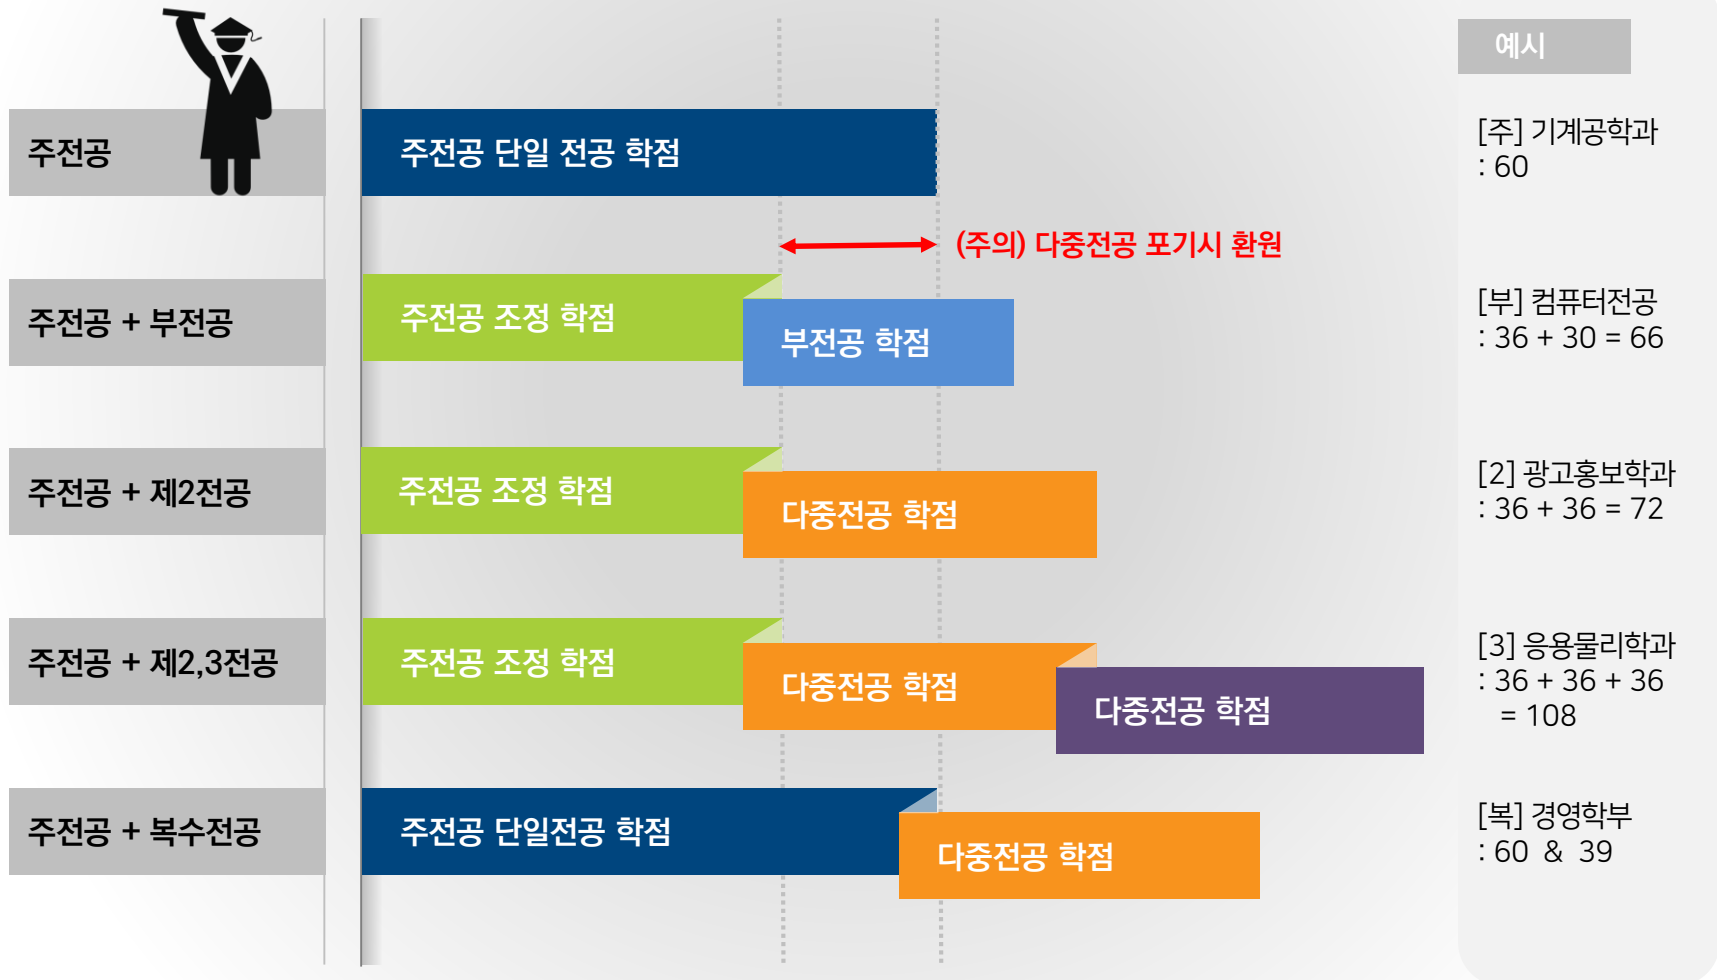 예시
주전공
주전공 단일 전공 학점
[주] 기계공학과
: 60
(주의) 다중전공 포기시 환원
주전공 + 부전공
주전공 조정 학점
부전공 학점
[부] 컴퓨터전공
: 36 + 30 = 66
주전공 + 제2전공
주전공 조정 학점
다중전공 학점
[2] 광고홍보학과
: 36 + 36 = 72
주전공 + 제2,3전공
주전공 조정 학점
다중전공 학점
다중전공 학점
[3] 응용물리학과
: 36 + 36 + 36
= 108
주전공 + 복수전공
주전공 단일전공 학점
다중전공 학점
[복] 경영학부
: 60 & 39